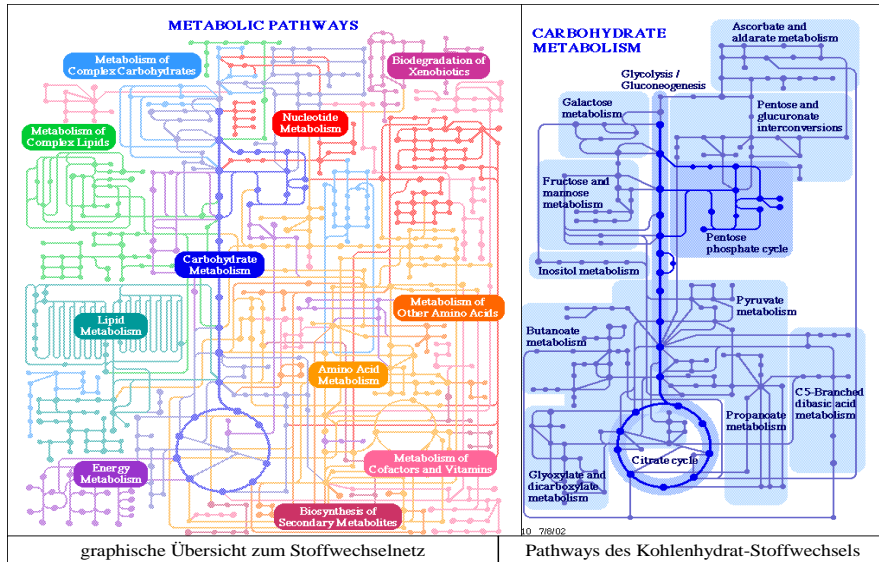 METABOLIC PATHWAYS
Metabolism of
Complex Carbohydrates
Biodegradation of
Xenobiotics
Nucleotide
Metabolism
Metabolism of
Complex Lipids
Carbohydrate
Metabolism
Metabolism of
Other Amino Acids
Lipid
Metabolism
Amino Acid
Metabolism
Metabolism of
Cofactors and Vitamins
Energy
Metabolism
Biosynthesis of
Secondary Metabolites
CARBOHYDRATE
METABOLISM
Ascorbate and
aldarate metabolism
Glycolysis /
Gluconeogenesis
Galactose
metabolism
Pentose and
glucuronate
interconversions
Fructose and
mannose
metabolism
Pentose
phosphate cycle
Inositol metabolism
Pyruvate
metabolism
Butanoate
metabolism
C5-Branched
dibasic acid
metabolism
Propanoate
metabolism
Citrate cycle
Glyoxylate and
dicarboxylate
metabolism
10 7/8/02
graphische Übersicht zum Stoffwechselnetz
Pathways des Kohlenhydrat-Stoffwechsels